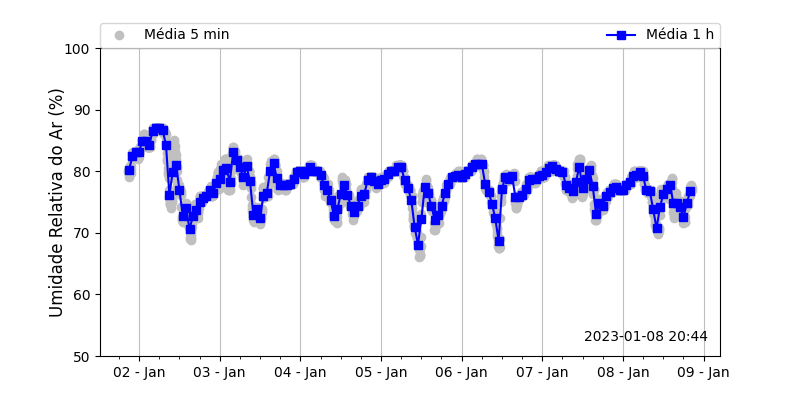 Média 5 min
Média 1 h
Umidade Relativa do Ar (%)
100
90
80
70
60
50
2023-01-08 20:44
02 - Jan
03 - Jan
04 - Jan
05 - Jan
06 - Jan
07 - Jan
08 - Jan
09 - Jan